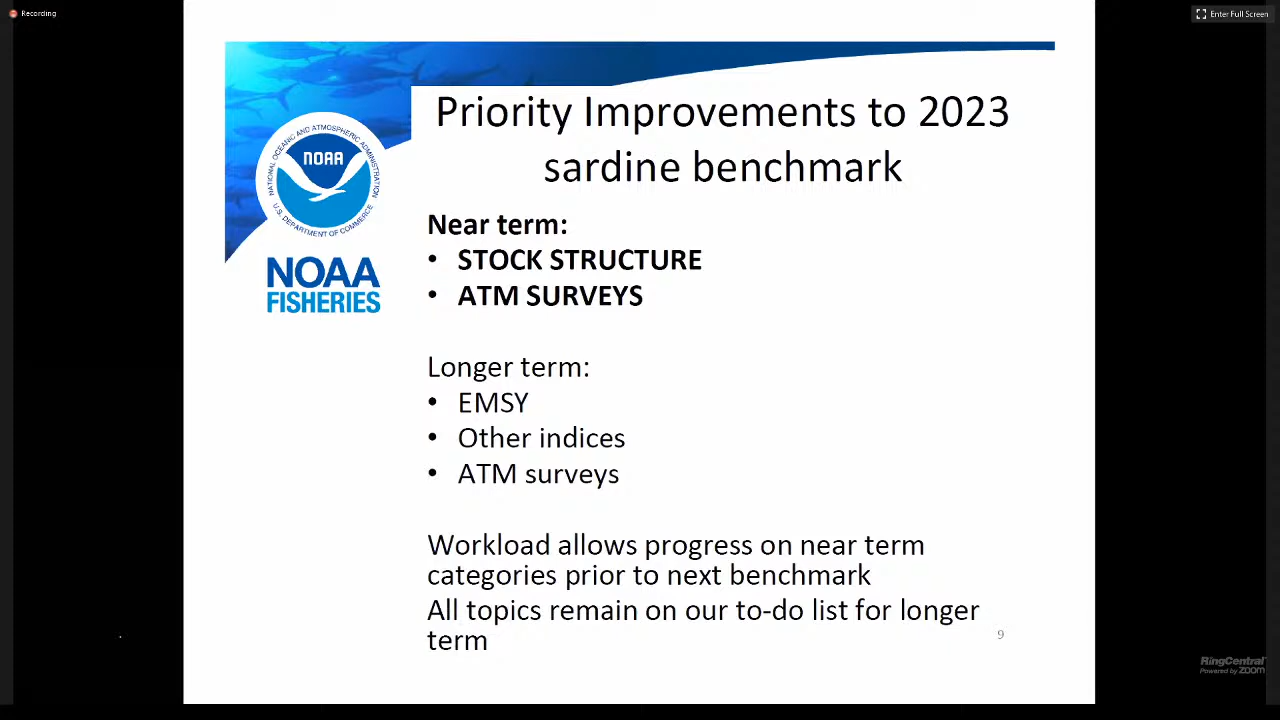 Recording
Enter Full Screen
Priority Improvements to 2023
sardine benchmark
NATIONAL OCEANIC AND ATMOSPHERIC ADMINISTRATION
NOAA
U.S. DEPARTMENT OF COMMERCE
NOAA
FISHERIES
Near term:
• STOCK STRUCTURE
• ATM SURVEYS
Longer term:
• EMSY
• Other indices
• ATM surveys
Workload allows progress on near term
categories prior to next benchmark
All topics remain on our to-do list for longer
term
9
RingCentral
Powered by ZOOM